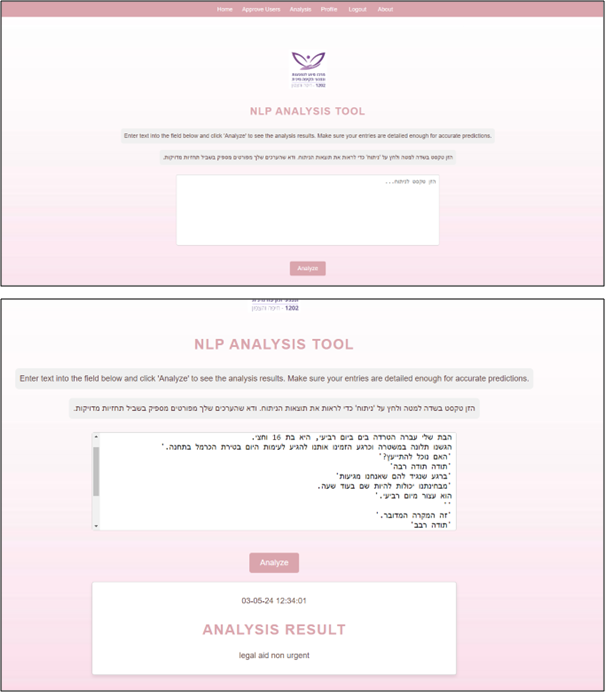 Home Approve Users Analysis Profile Logout About
1202
NLP ANALYSIS TOOL
Enter text into the field below and click 'Analyze' to see the analysis results. Make sure your entries are detailed enough for accurate predictions.
הזן טקסט בשדה למטה ולחץ על 'ניתוח' כדי לראות את תוצאות הניתוח. ודא שהערכים שלך מפורטים מספיק בשביל תחזיות מדויקות.
הזן טקסט לניתוח...
Analyze
1202
NLP ANALYSIS TOOL
Enter text into the field below and click 'Analyze' to see the analysis results. Make sure your entries are detailed enough for accurate predictions.
הזן טקסט בשדה למטה ולחץ על 'ניתוח' כדי לראות את תוצאות הניתוח. ודא שהערכים שלך מפורטים מספיק בשביל תחזיות מדויקות.
הבת שלי עברה הטרדה בים ביום רביעי, היא בת 16 וחצי.
הגשנו תלונה במשטרה וכרגע הזמינו אותנו להגיע לעימות היום בטירת הכרמל בתחנה.'
'האם נוכל להתייעץ?'
'תודה תודה רבה'
'ברגע שנגיד להם שאנחנו מגיעות
'מבחינתנו יכולות להיות שם בעוד שעה.
הוא עצור מיום רביעי.'
''
'זה המקרה המדובר.'
'תודה רבב'
Analyze
03-05-24 12:34:01
ANALYSIS RESULT
legal aid non urgent